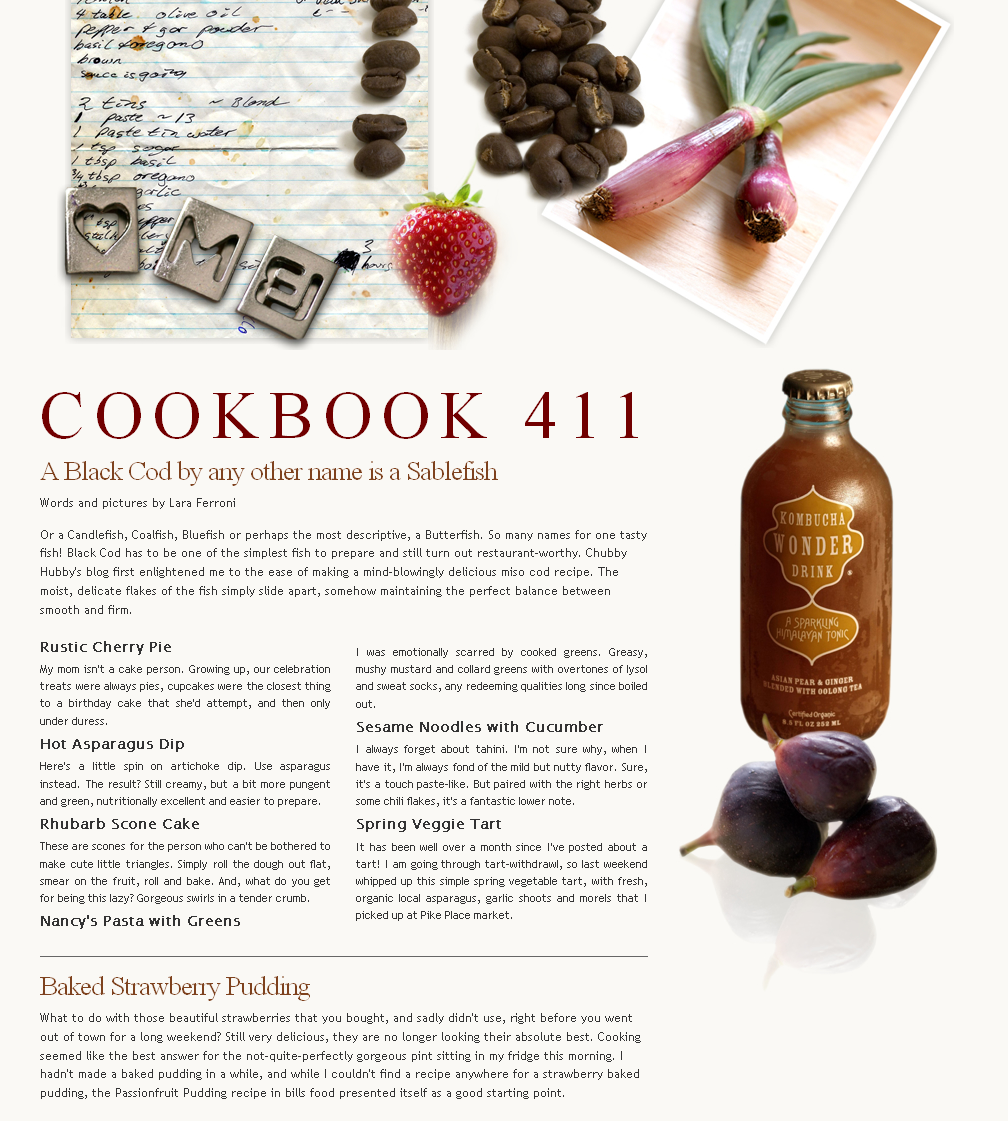 4 table. olive oil
pepper & gar powder
basil & oregano
brown
sauce is going
2 tins ~ Blend
1 paste ~ 13
1 paste tin water
1 tsp sugar
1 tbsp basil
3/4 tbsp oregano
garlic
tsp pepper
3
hours
M
E
COOKBOOK 411
A Black Cod by any other name is a Sablefish
Words and pictures by Lara Ferroni
Or a Candlefish, Coalfish, Bluefish or perhaps the most descriptive, a Butterfish. So many names for one tasty
fish! Black Cod has to be one of the simplest fish to prepare and still turn out restaurant-worthy. Chubby
Hubby's blog first enlightened me to the ease of making a mind-blowingly delicious miso cod recipe. The
moist, delicate flakes of the fish simply slide apart, somehow maintaining the perfect balance between
smooth and firm.
Rustic Cherry Pie
My mom isn't a cake person. Growing up, our celebration
treats were always pies, cupcakes were the closest thing
to a birthday cake that she'd attempt, and then only
under duress.
Hot Asparagus Dip
Here's a little spin on artichoke dip. Use asparagus
instead. The result? Still creamy, but a bit more pungent
and green, nutritionally excellent and easier to prepare.
Rhubarb Scone Cake
These are scones for the person who can't be bothered to
make cute little triangles. Simply roll the dough out flat,
smear on the fruit, roll and bake. And, what do you get
for being this lazy? Gorgeous swirls in a tender crumb.
Nancy's Pasta with Greens
I was emotionally scarred by cooked greens. Greasy,
mushy mustard and collard greens with overtones of lysol
and sweat socks, any redeeming qualities long since boiled
out.
Sesame Noodles with Cucumber
I always forget about tahini. I'm not sure why, when I
have it, I'm always fond of the mild but nutty flavor. Sure,
it's a touch paste-like. But paired with the right herbs or
some chili flakes, it's a fantastic lower note.
Spring Veggie Tart
It has been well over a month since I've posted about a
tart! I am going through tart-withdrawl, so last weekend
whipped up this simple spring vegetable tart, with fresh,
organic local asparagus, garlic shoots and morels that I
picked up at Pike Place market.
KOMBUCHA
WONDER
DRINK
A SPARKLING
HIMALAYAN TONIC
ASIAN PEAR & GINGER
BLENDED WITH OOLONG TEA
Certified Organic
8.5 FL OZ 252 ML
Baked Strawberry Pudding
What to do with those beautiful strawberries that you bought, and sadly didn't use, right before you went
out of town for a long weekend? Still very delicious, they are no longer looking their absolute best. Cooking
seemed like the best answer for the not-quite-perfectly gorgeous pint sitting in my fridge this morning. I
hadn't made a baked pudding in a while, and while I couldn't find a recipe anywhere for a strawberry baked
pudding, the Passionfruit Pudding recipe in bills food presented itself as a good starting point.